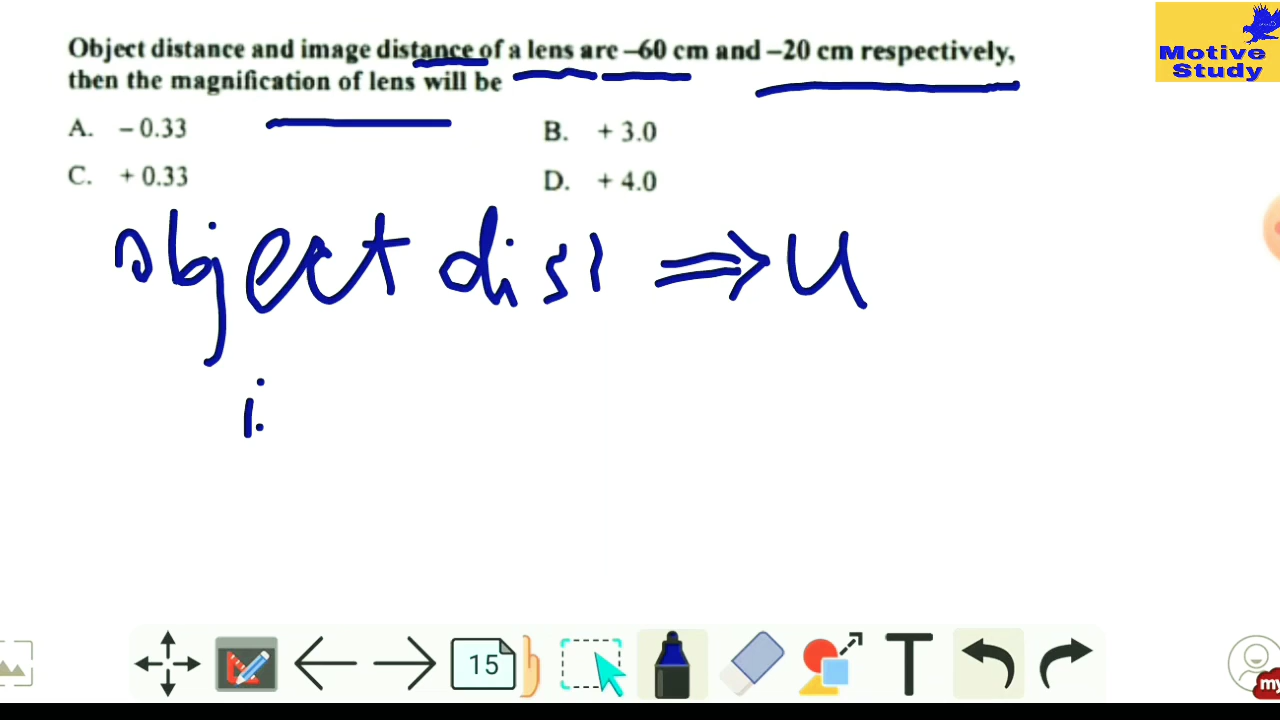 Motive
Study
Object distance and image distance of a lens are –60 cm and –20 cm respectively,
then the magnification of lens will be
A. – 0.33
B. + 3.0
C. + 0.33
D. + 4.0
object dist ⇒ u
i.
15
T
my